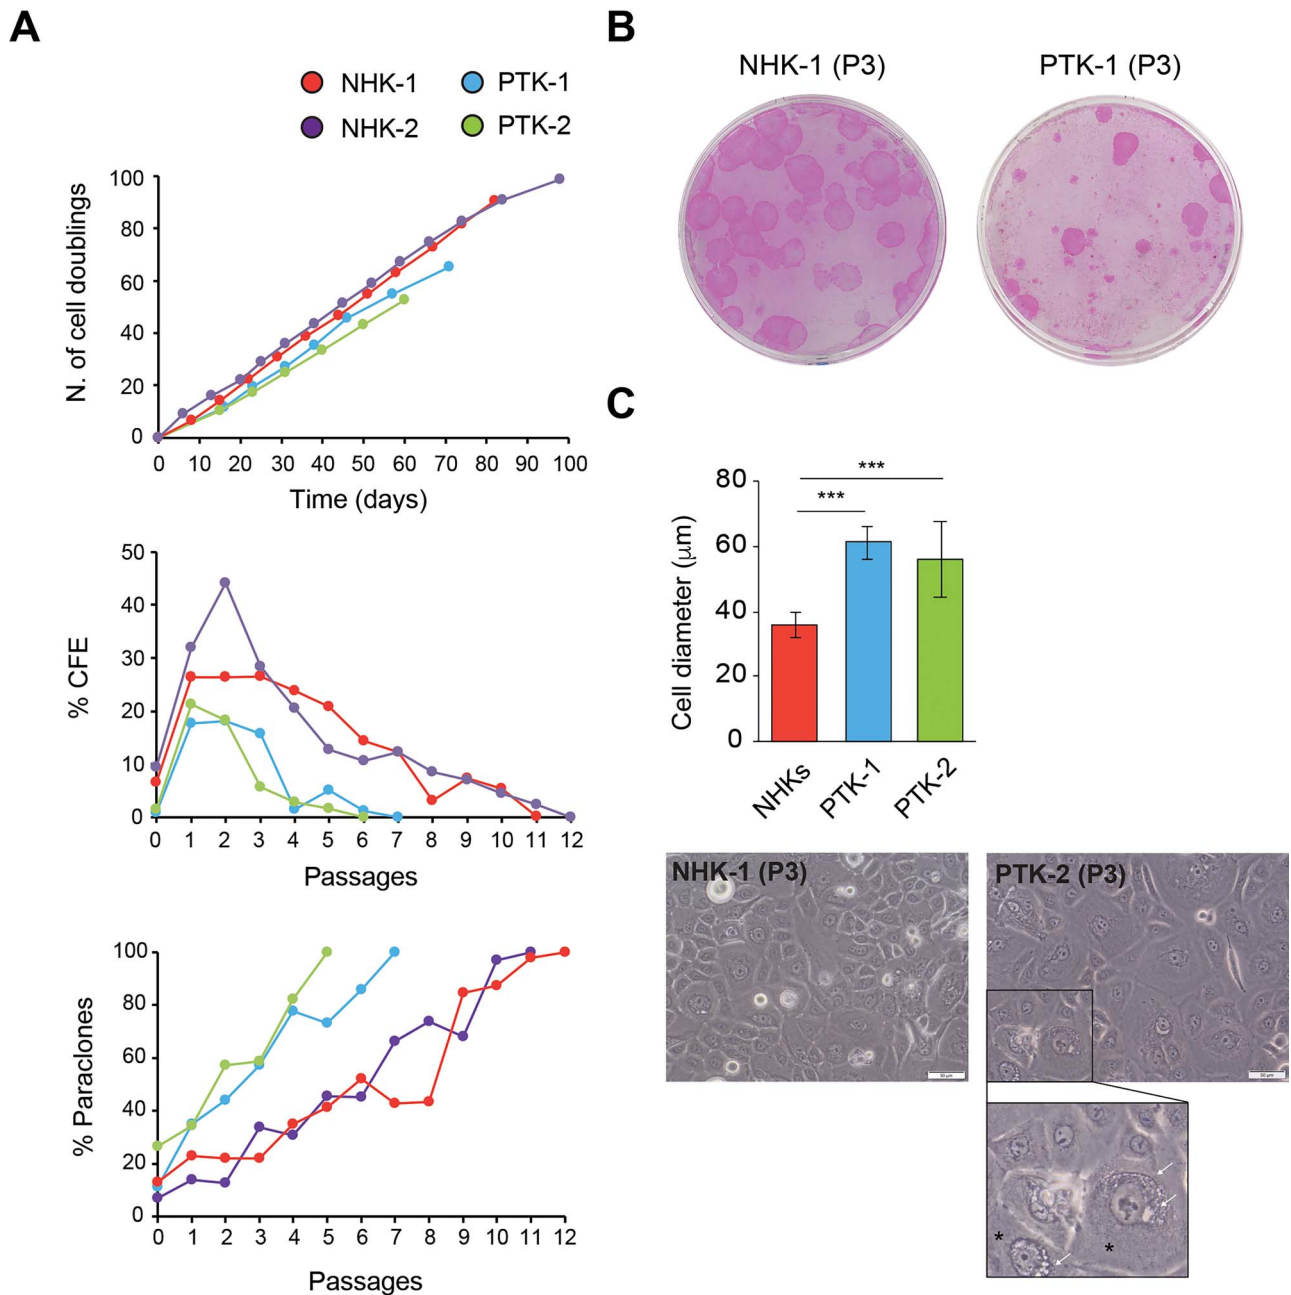 A
NHK-1
PTK-1
NHK-2
PTK-2
N. of cell doublings
100
80
60
40
20
0
0 10 20 30 40 50 60 70 80 90 100
Time (days)
% CFE
50
40
30
20
10
0
0 1 2 3 4 5 6 7 8 9 10 11 12
Passages
% Paraclones
100
80
60
40
20
0
0 1 2 3 4 5 6 7 8 9 10 11 12
Passages
B
NHK-1 (P3)
PTK-1 (P3)
C
Cell diameter (μm)
80
60
40
20
0
***
***
NHKs
PTK-1
PTK-2
NHK-1 (P3)
50 μm
PTK-2 (P3)
50 μm
*
*